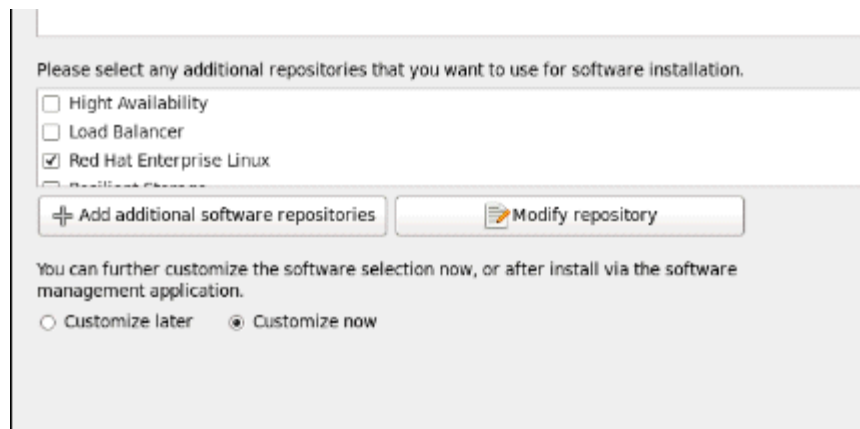 Please select any additional repositories that you want to use for software installation.
Hight Availability
Load Balancer
Red Hat Enterprise Linux
Resilient Storage
Add additional software repositories
Modify repository
You can further customize the software selection now, or after install via the software
management application.
Customize later
Customize now